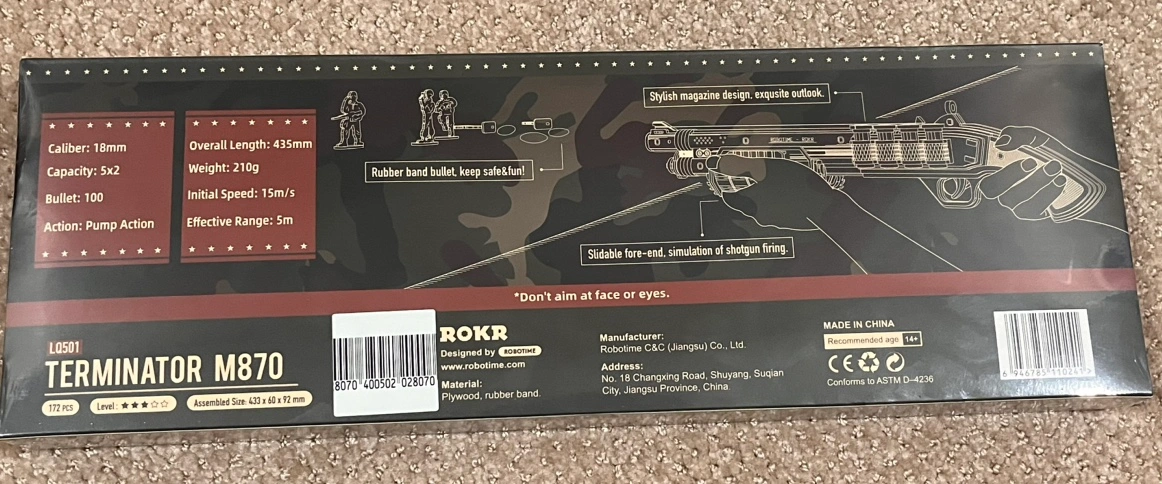 Caliber: 18mm
Capacity: 5x2
Bullet: 100
Action: Pump Action
Overall Length: 435mm
Weight: 210g
Initial Speed: 15m/s
Effective Range: 5m
Rubber band bullet, keep safe&fun!
Stylish magazine design, exqusite outlook.
ROBOTIME - ROKR
Slidable fore-end, simulation of shotgun firing.
*Don't aim at face or eyes.
LQ501
TERMINATOR M870
172 PCS
Level:
Assembled Size: 433 x 60 x 92 mm
8070 400502 028070
ROKR
Designed by ROBOTIME
www.robotime.com
Material:
Plywood, rubber band.
Manufacturer:
Robotime C&C (Jiangsu) Co., Ltd.
Address:
No. 18 Changxing Road, Shuyang, Suqian
City, Jiangsu Province, China.
MADE IN CHINA
Recommended age 14+
CE
Conforms to ASTM D-4236